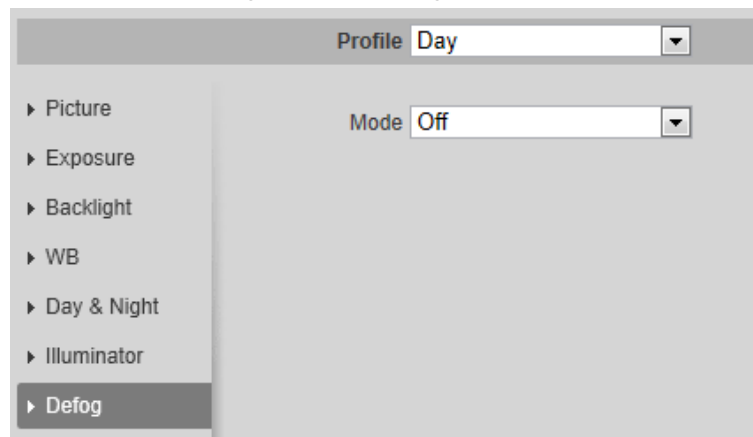 Profile Day
Picture
Mode Off
Exposure
Backlight
WB
Day & Night
Illuminator
Defog